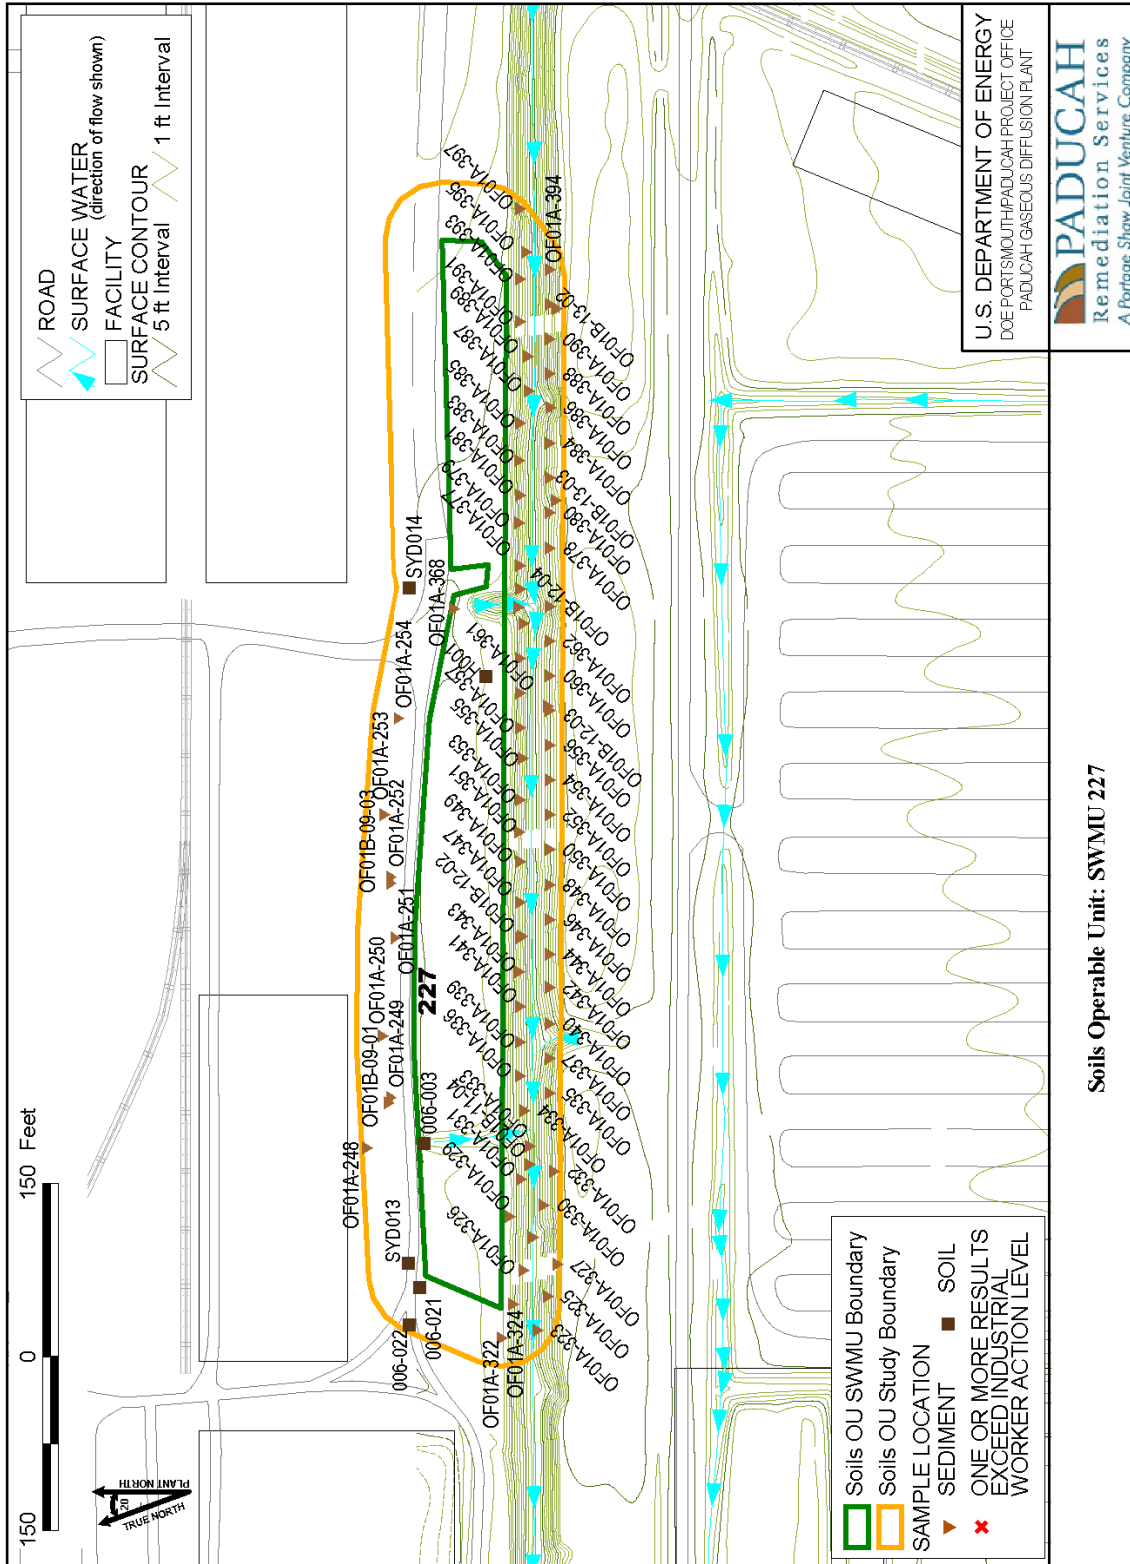 150 0 150 Feet
TRUE NORTH
20
PLANT NORTH
ROAD
SURFACE WATER
(direction of flow shown)
FACILITY
SURFACE CONTOUR
5 ft Interval 1 ft Interval
OF01A-248
OF01B-09-01
OF01A-249
OF01A-250
OF01A-251
OF01B-09-03
OF01A-252
OF01A-253
OF01A-254
SYD014
OF01A-368
SYD013
006-022
006-021
006-003
227
H001
OF01A-322
OF01A-324
OF01A-326
OF01A-329
OF01A-331
OF01B-11-04
OF01A-333
OF01A-336
OF01A-339
OF01A-341
OF01A-343
OF01B-12-02
OF01A-347
OF01A-349
OF01A-351
OF01A-353
OF01A-355
OF01A-357
OF01A-361
OF01A-377
OF01A-379
OF01A-381
OF01A-383
OF01A-385
OF01A-387
OF01A-389
OF01A-391
OF01A-393
OF01A-395
OF01A-397
OF01A-323
OF01A-325
OF01A-327
OF01A-330
OF01A-332
OF01A-334
OF01A-335
OF01A-337
OF01A-340
OF01A-342
OF01A-344
OF01A-346
OF01A-348
OF01A-350
OF01A-352
OF01A-354
OF01A-356
OF01B-12-03
OF01A-360
OF01A-362
OF01B-12-04
OF01A-378
OF01A-380
OF01B-13-03
OF01A-384
OF01A-386
OF01A-388
OF01A-390
OF01B-13-02
OF01A-394
Soils OU SWMU Boundary
Soils OU Study Boundary
SAMPLE LOCATION
SEDIMENT SOIL
ONE OR MORE RESULTS
EXCEED INDUSTRIAL
WORKER ACTION LEVEL
U.S. DEPARTMENT OF ENERGY
DOE PORTSMOUTH/PADUCAH PROJECT OFFICE
PADUCAH GASEOUS DIFFUSION PLANT
PADUCAH
Remediation Services
A Portage Shaw Joint Venture Company
Soils Operable Unit: SWMU 227